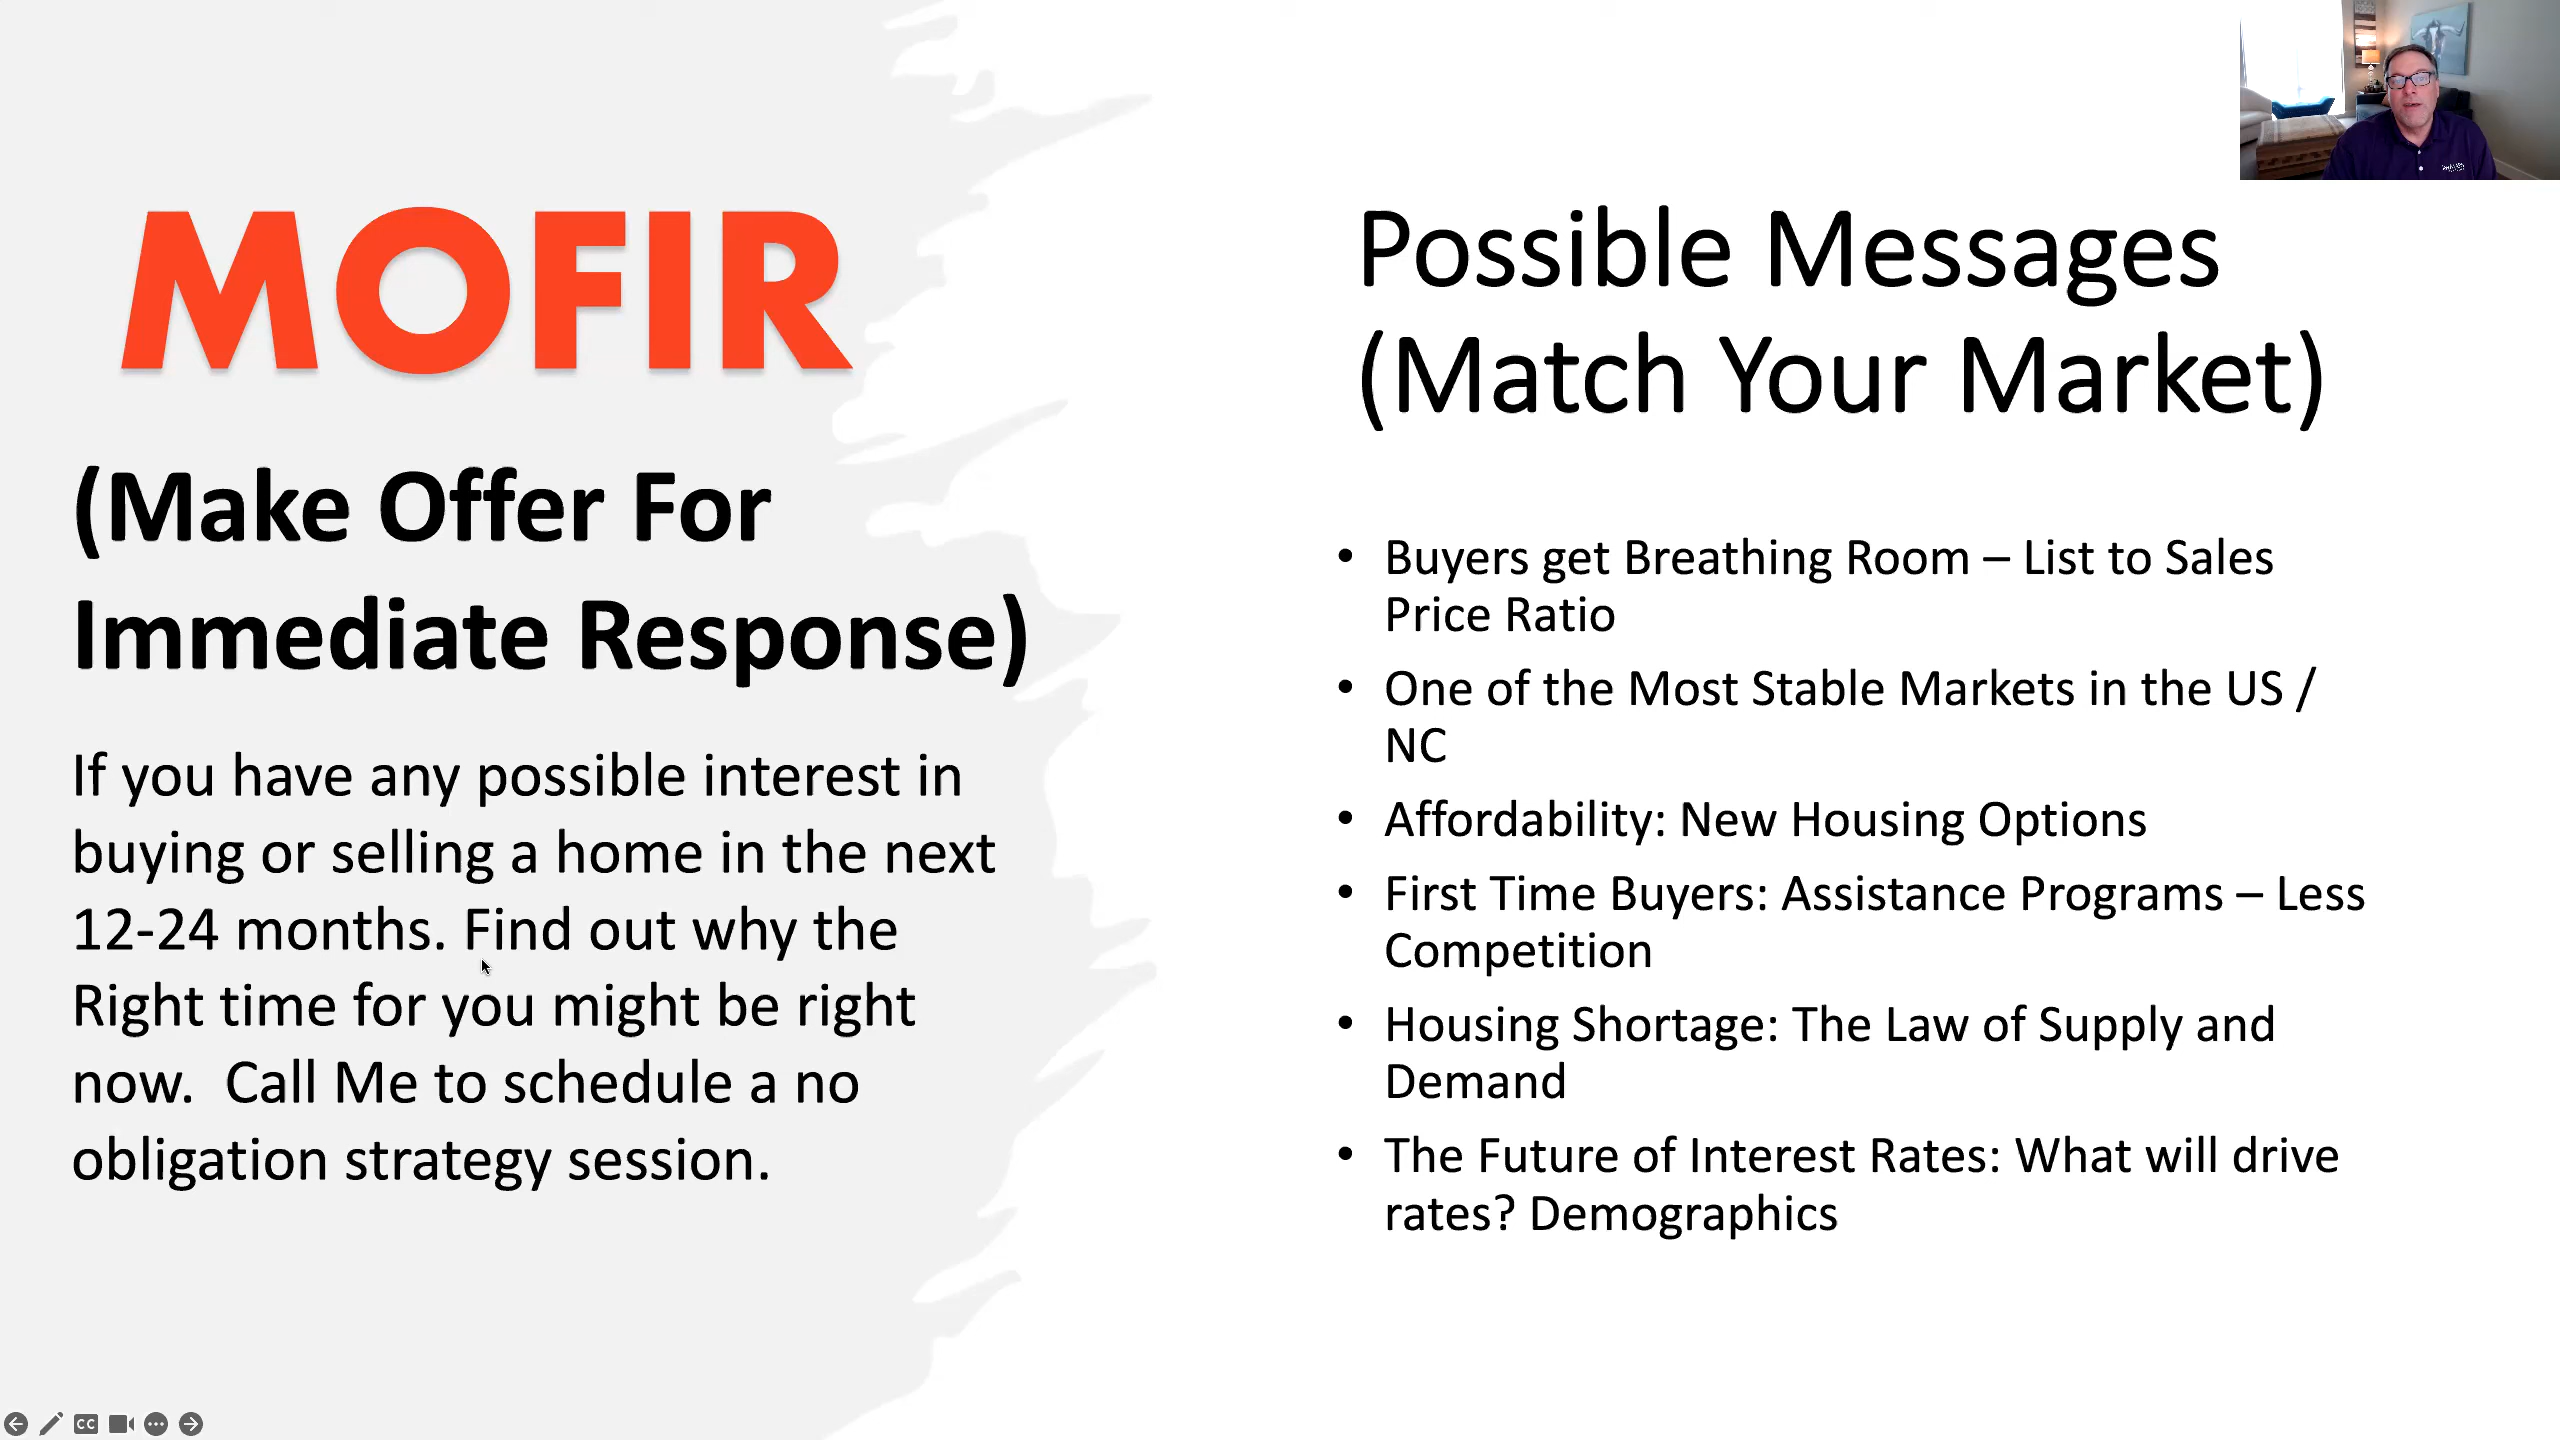 MOFIR
(Make Offer For
Immediate Response)
If you have any possible interest in
buying or selling a home in the next
12-24 months. Find out why the
Right time for you might be right
now.  Call Me to schedule a no
obligation strategy session.
Possible Messages
(Match Your Market)
• Buyers get Breathing Room – List to Sales
Price Ratio
• One of the Most Stable Markets in the US /
NC
• Affordability: New Housing Options
• First Time Buyers: Assistance Programs – Less
Competition
• Housing Shortage: The Law of Supply and
Demand
• The Future of Interest Rates: What will drive
rates? Demographics
CC